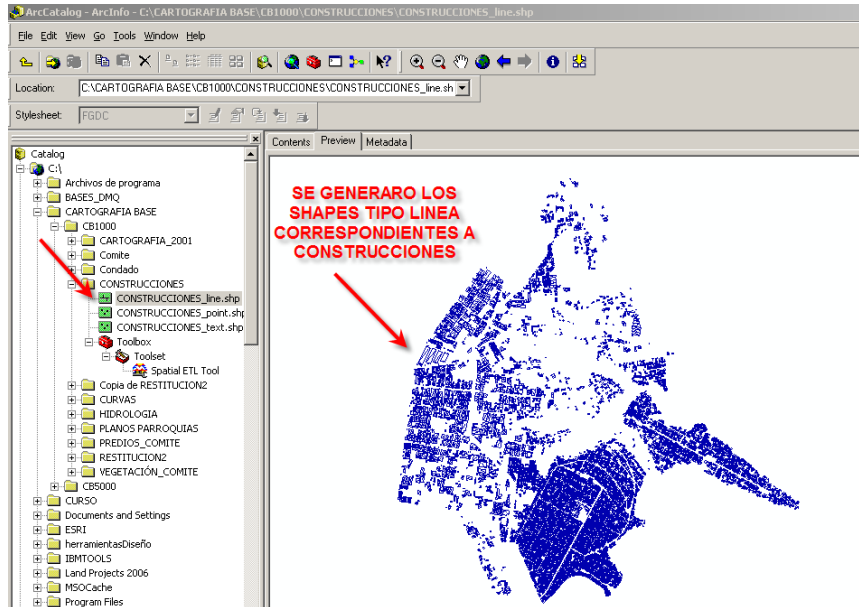 ArcCatalog - ArcInfo - C:\CARTOGRAFIA BASE\CB1000\CONSTRUCCIONES\CONSTRUCCIONES_line.shp
File Edit View Go Tools Window Help
Location: C:\CARTOGRAFIA BASE\CB1000\CONSTRUCCIONES\CONSTRUCCIONES_line.sh
Stylesheet: FGDC
Contents Preview Metadata
Catalog
C:\
Archivos de programa
BASES_DMQ
CARTOGRAFIA BASE
CB1000
CARTOGRAFIA_2001
Comite
Condado
CONSTRUCCIONES
CONSTRUCCIONES_line.shp
CONSTRUCCIONES_point.shp
CONSTRUCCIONES_text.shp
Toolbox
Toolset
Spatial ETL Tool
Copia de RESTITUCION2
CURVAS
HIDROLOGIA
PLANOS PARROQUIAS
PREDIOS_COMITE
RESTITUCION2
VEGETACIÓN_COMITE
CB5000
CURSO
Documents and Settings
ESRI
herramientasDiseño
IBMTOOLS
Land Projects 2006
MSOCache
Program Files
SE GENERARO LOS
SHAPES TIPO LINEA
CORRESPONDIENTES A
CONSTRUCCIONES